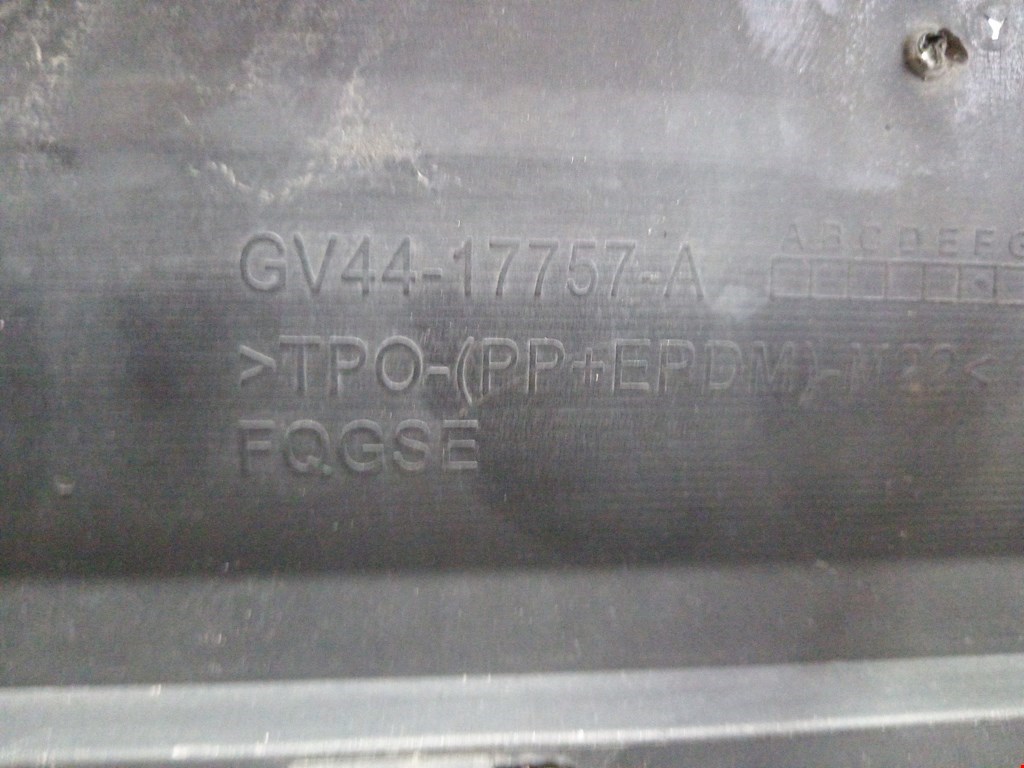 GV44-17757-A
ABCDEFG
>TPO-(PP+EPDM)-M22<
FQGSE